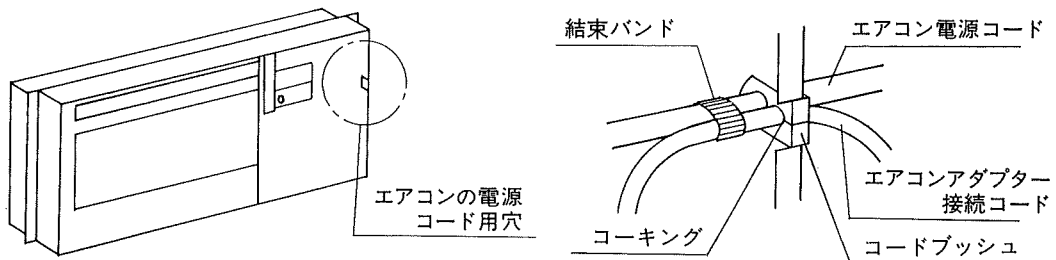 エアコンの電源
コード用穴
結束バンド
エアコン電源コード
エアコンアダプター
接続コード
コーキング
コードブッシュ